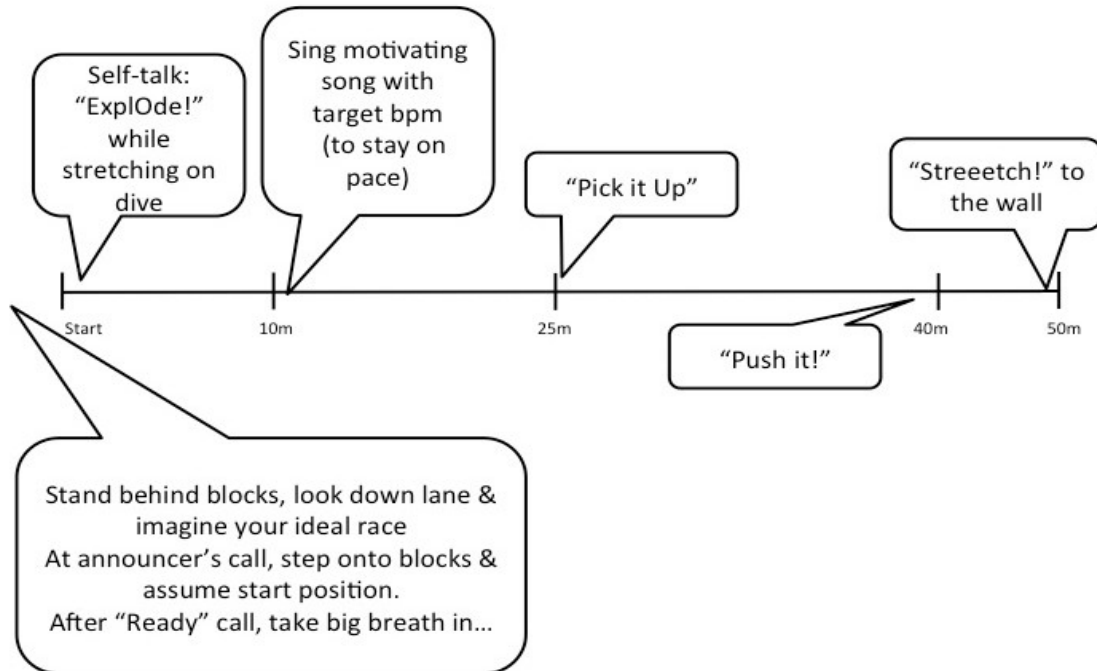 Self-talk:
“ExplOde!”
while
stretching on
dive
Sing motivating
song with
target bpm
(to stay on
pace)
“Pick it Up”
“Streeetch!” to
the wall
Start
10m
25m
40m
50m
“Push it!”
Stand behind blocks, look down lane &
imagine your ideal race
At announcer’s call, step onto blocks &
assume start position.
After “Ready” call, take big breath in...